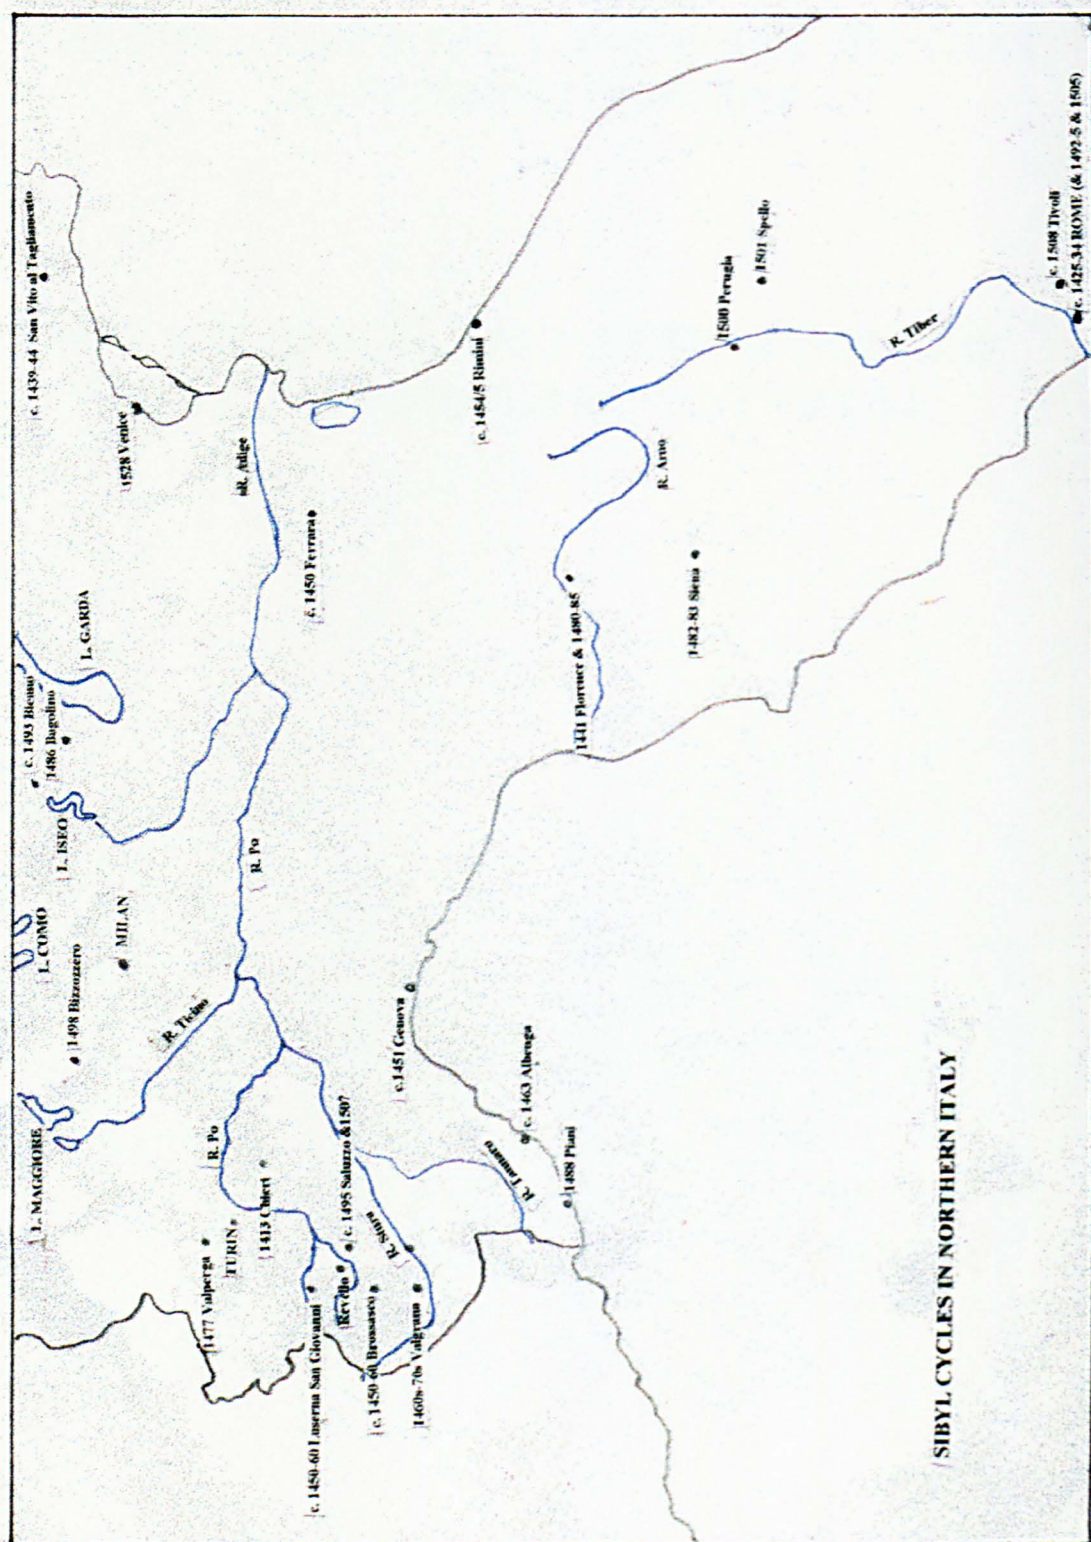 L. MAGGIORE
L. COMO
1498 Bizzozzero
MILAN
L. ISEO
c. 1493 Bienno
1486 Bagolino
L. GARDA
c. 1439-44 San Vito al Tagliamento
1528 Venice
R. Adige
c. 1450 Ferrara
R. Ticino
R. Po
R. Po
1477 Valperga
TURIN
1413 Chieri
c. 1450-60 Luserna San Giovanni
Revello
c. 1495 Saluzzo &150?
c. 1450-60 Brossasco
R. Stura
1460s-70s Valgrana
c.1451 Genova
R. Tanaro
c. 1463 Albenga
1488 Piani
c. 1454/5 Rimini
1441 Florence & 1480-85
R. Arno
1482-83 Siena
1500 Perugia
1501 Spello
R. Tiber
c. 1508 Tivoli
c. 1425-34 ROME (& 1492-5 & 1505)
SIBYL CYCLES IN NORTHERN ITALY